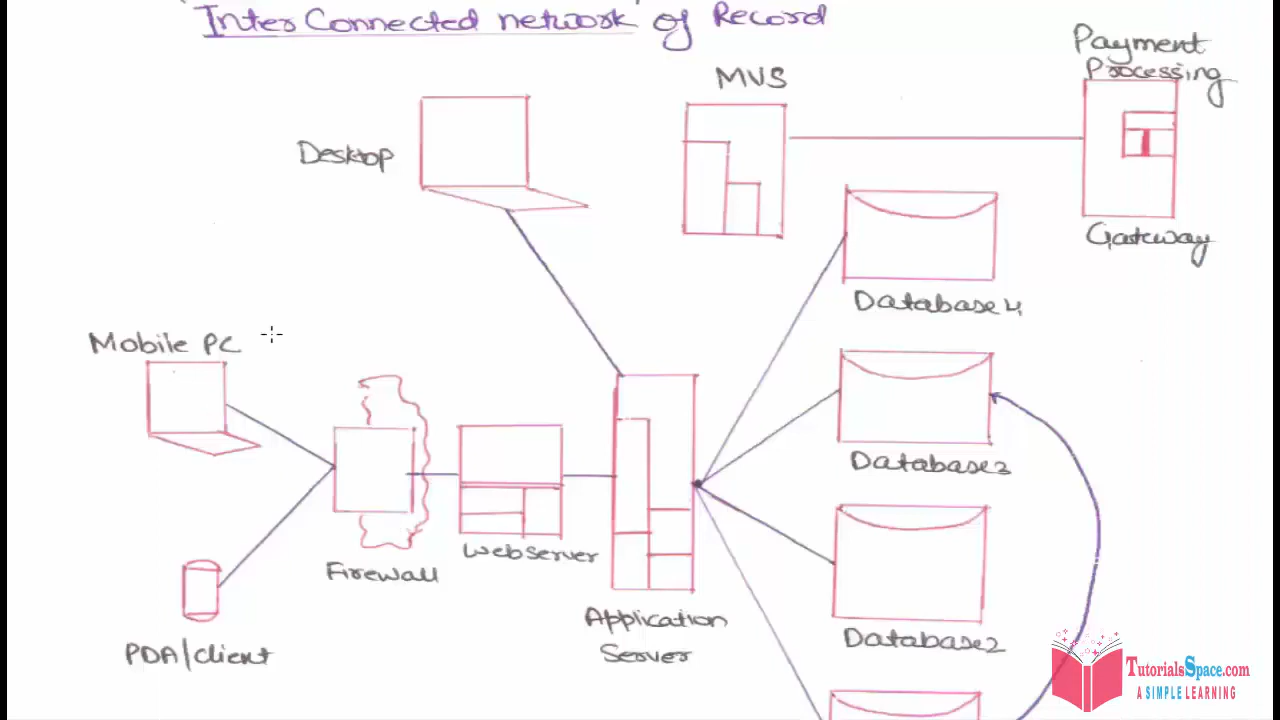 Inter Connected network of Record
Payment
Processing
MVS
Desktop
Gateway
Database4
Mobile PC
Database3
Webserver
Firewall
Application
Server
Database2
PDA/client
TutorialsSpace.com
A SIMPLE LEARNING